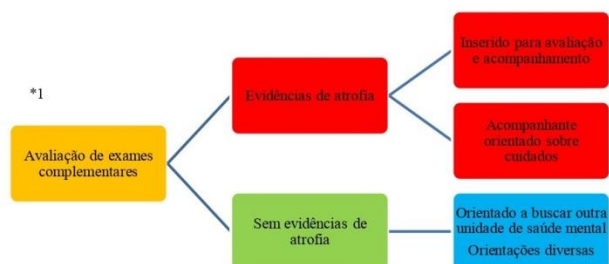 *1
Avaliação de exames
complementares
Evidências de atrofia
Inserido para avaliação
e acompanhamento
Acompanhante
orientado sobre
cuidados
Sem evidências de
atrofia
Orientado a buscar outra
unidade de saúde mental
Orientações diversas